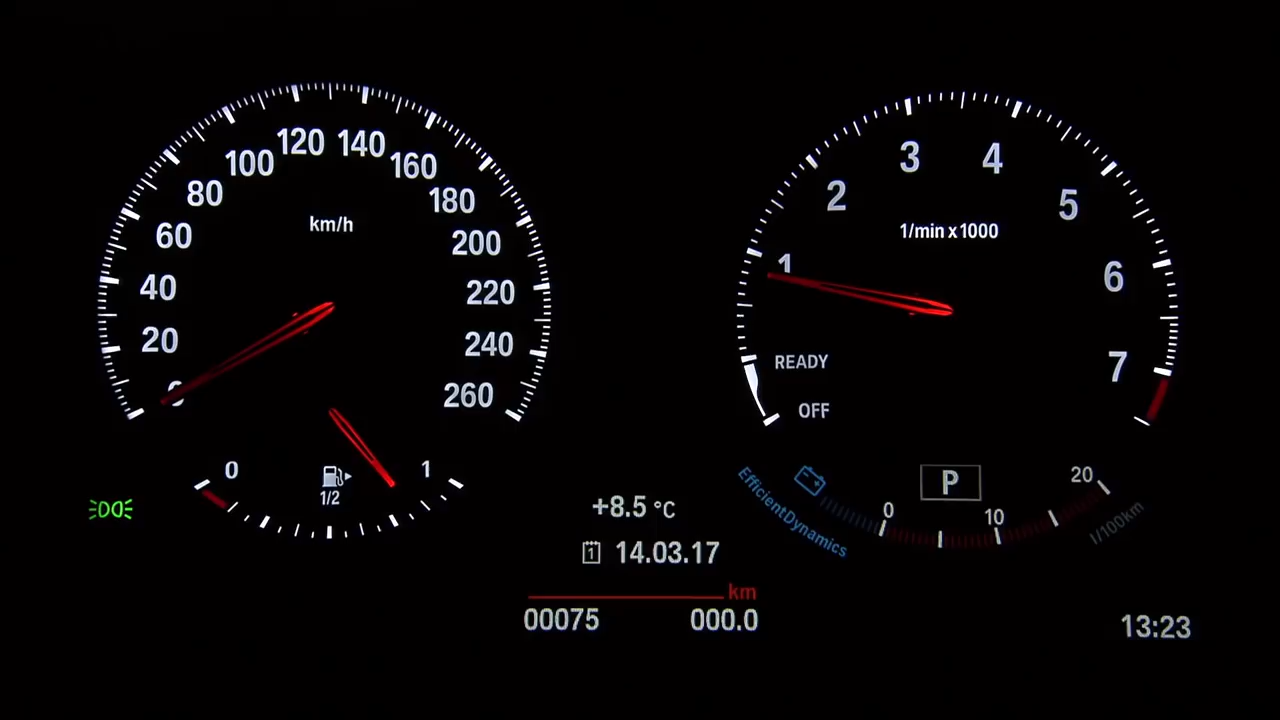 120 140
100 160
80 180
km/h
60 200
40 220
20 240
0 260
3 4
2 5
1/min x 1000
1 6
READY 7
OFF
0 1
1/2
P
20
0 10
EfficientDynamics
l/100km
+8.5 °C
1 14.03.17
km
00075 000.0
13:23